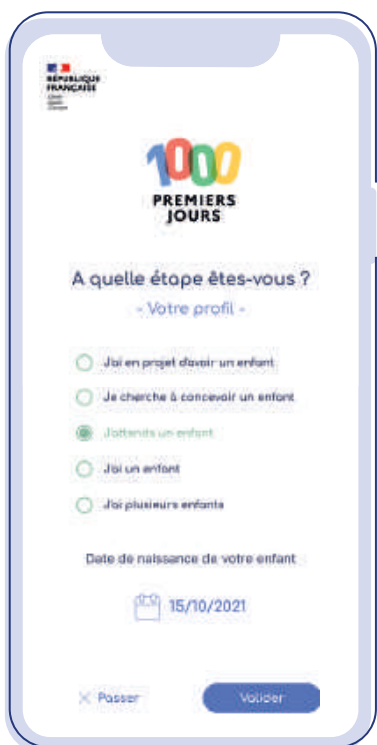 RÉPUBLIQUE
FRANÇAISE
1000
PREMIERS
JOURS
A quelle étape êtes-vous ?
- Votre profil -
J'ai en projet d'avoir un enfant
Je cherche à concevoir un enfant
J'attends un enfant
J'ai un enfant
J'ai plusieurs enfants
Date de naissance de votre enfant
15/10/2021
Passer
Valider